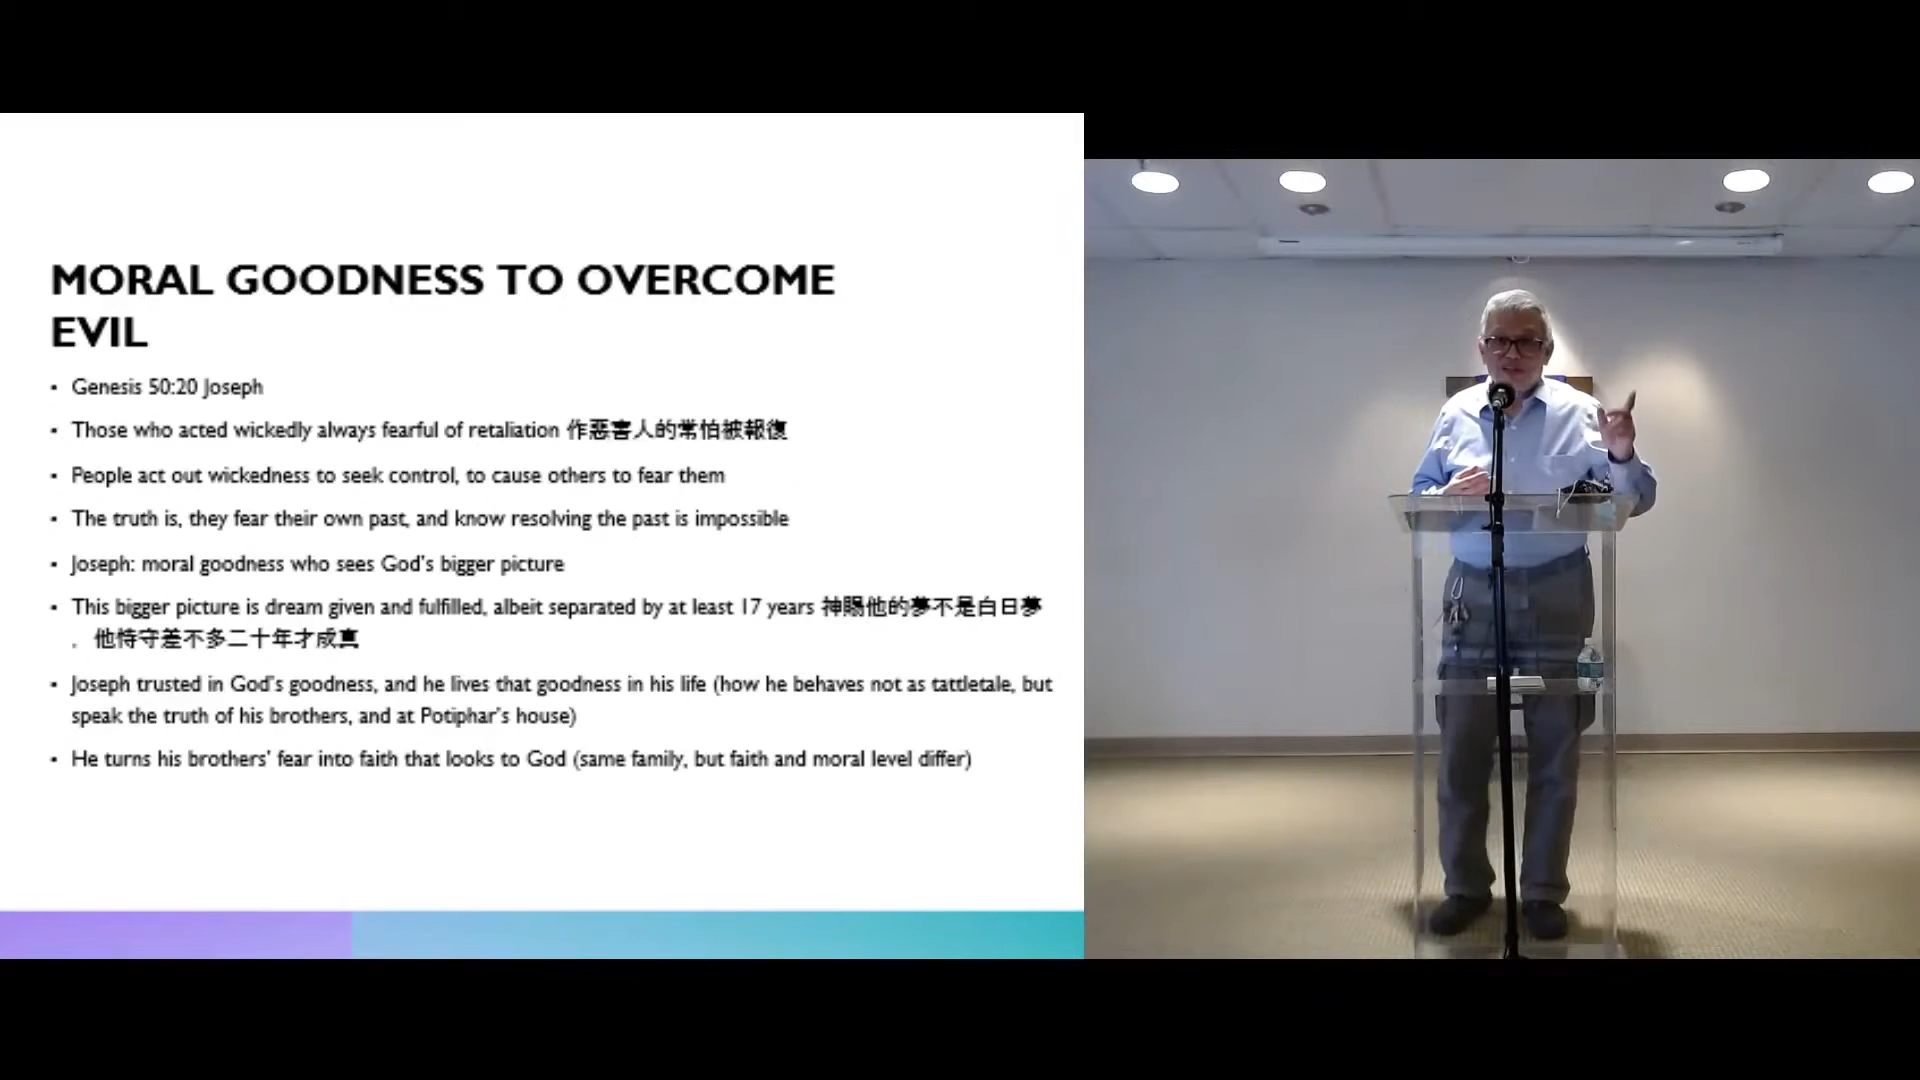 MORAL GOODNESS TO OVERCOME
EVIL
▪ Genesis 50:20 Joseph
▪ Those who acted wickedly always fearful of retaliation 作惡害人的常怕被報復
▪ People act out wickedness to seek control, to cause others to fear them
▪ The truth is, they fear their own past, and know resolving the past is impossible
▪ Joseph: moral goodness who sees God's bigger picture
▪ This bigger picture is dream given and fulfilled, albeit separated by at least 17 years 神賜他的夢不是白日夢
．他恃守差不多二十年才成真
▪ Joseph trusted in God's goodness, and he lives that goodness in his life (how he behaves not as tattletale, but
speak the truth of his brothers, and at Potiphar's house)
▪ He turns his brothers' fear into faith that looks to God (same family, but faith and moral level differ)